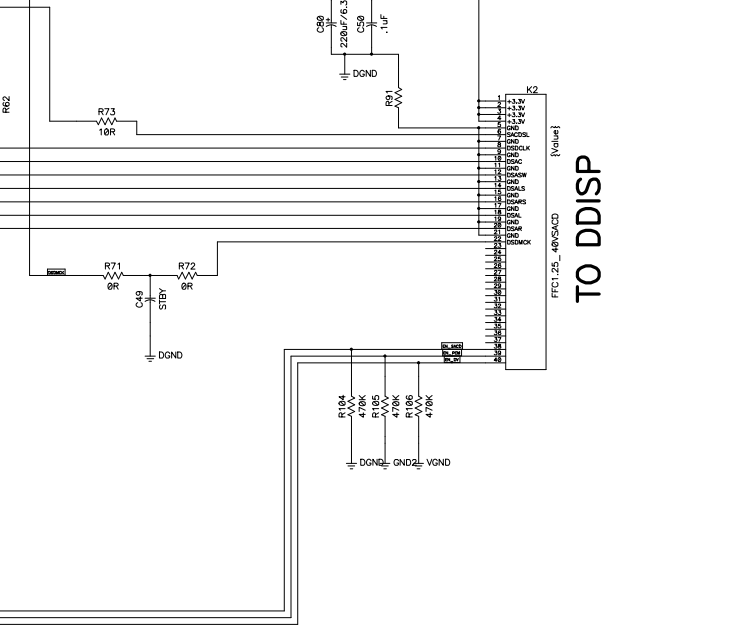 C80
220uF/6.3
C50
.1uF
DGND
R91
R62
R73
10R
K2
1 +3.3V
2 +3.3V
3 +3.3V
4 +3.3V
5 GND
6 SACDSL
7 GND
8 DSDCLK
9 GND
10 DSAC
11 GND
12 DSASW
13 GND
14 DSALS
15 GND
16 DSARS
17 GND
18 DSAL
19 GND
20 DSAR
21 GND
22 DSDMCK
23
24
25
26
27
28
29
30
31
32
33
34
35
36
37
38
39
40
{Value}
FFC1.25_ 40VSACD
TO DDISP
DSDMCK
R71
0R
R72
0R
C49
STBY
DGND
EN_SACD
R104
470K
R105
470K
R106
470K
DGND
GND2
VGND